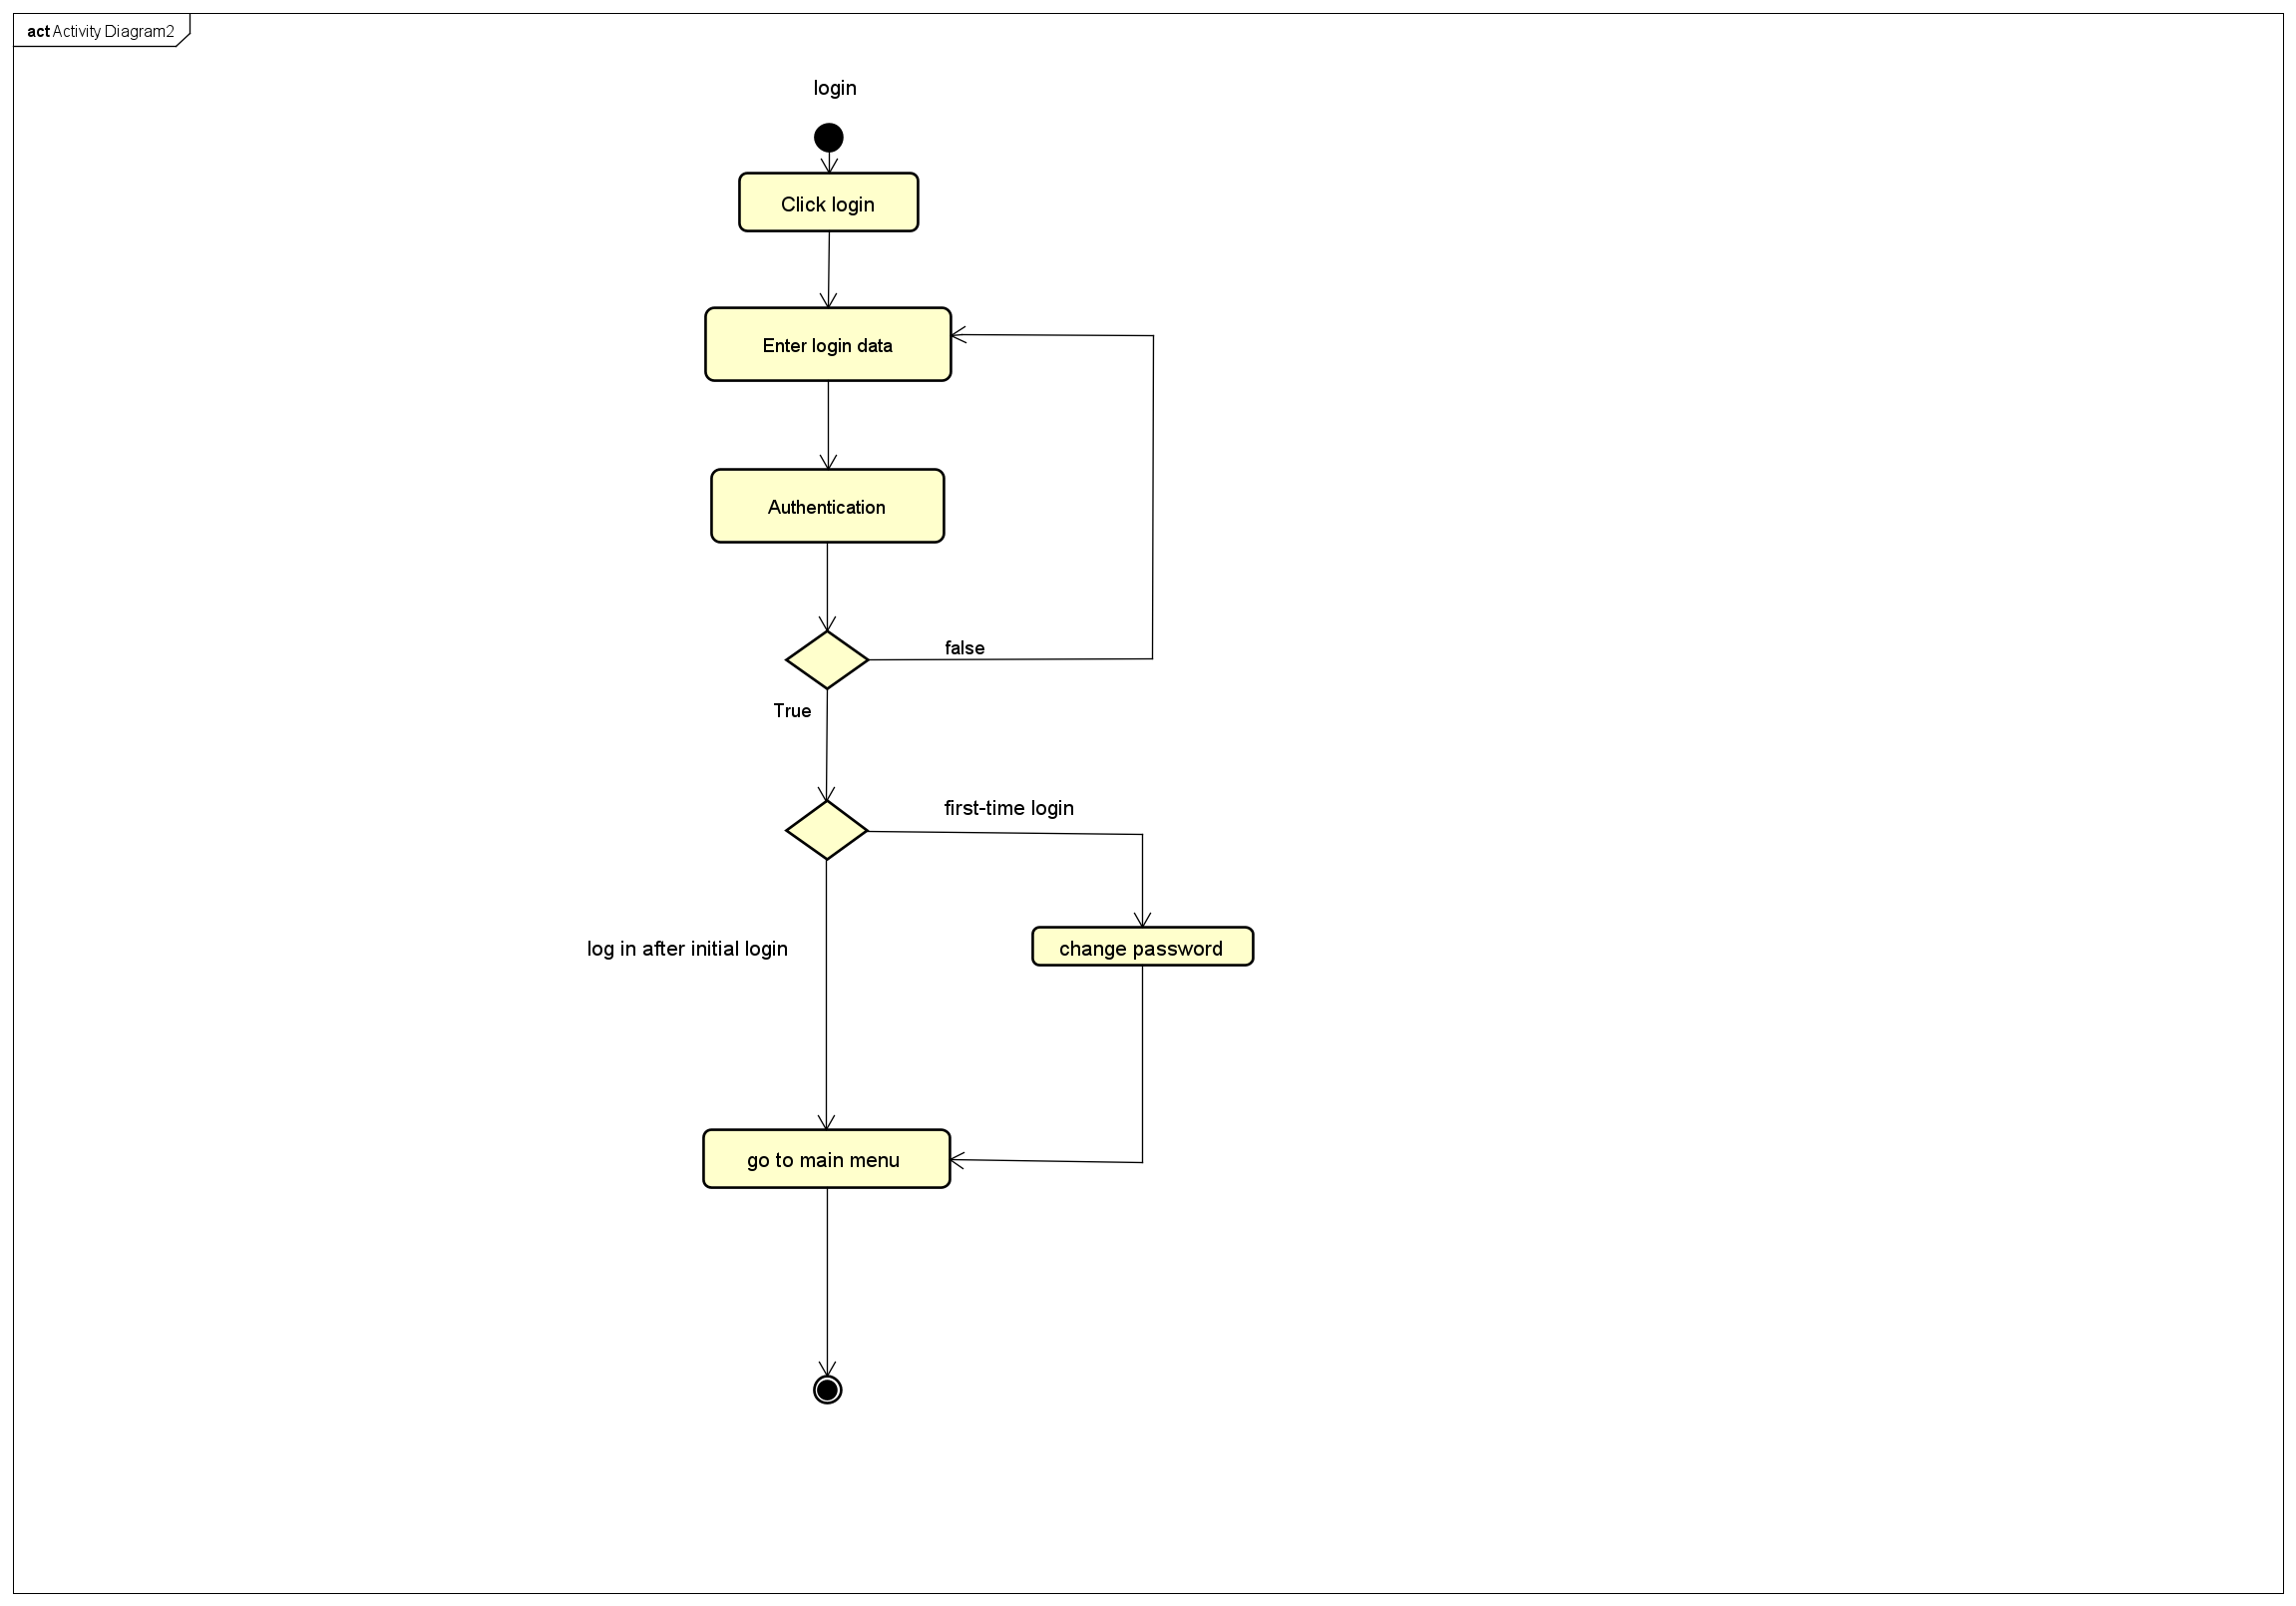 act Activity Diagram2
login
Click login
Enter login data
Authentication
false
True
first-time login
log in after initial login
change password
go to main menu